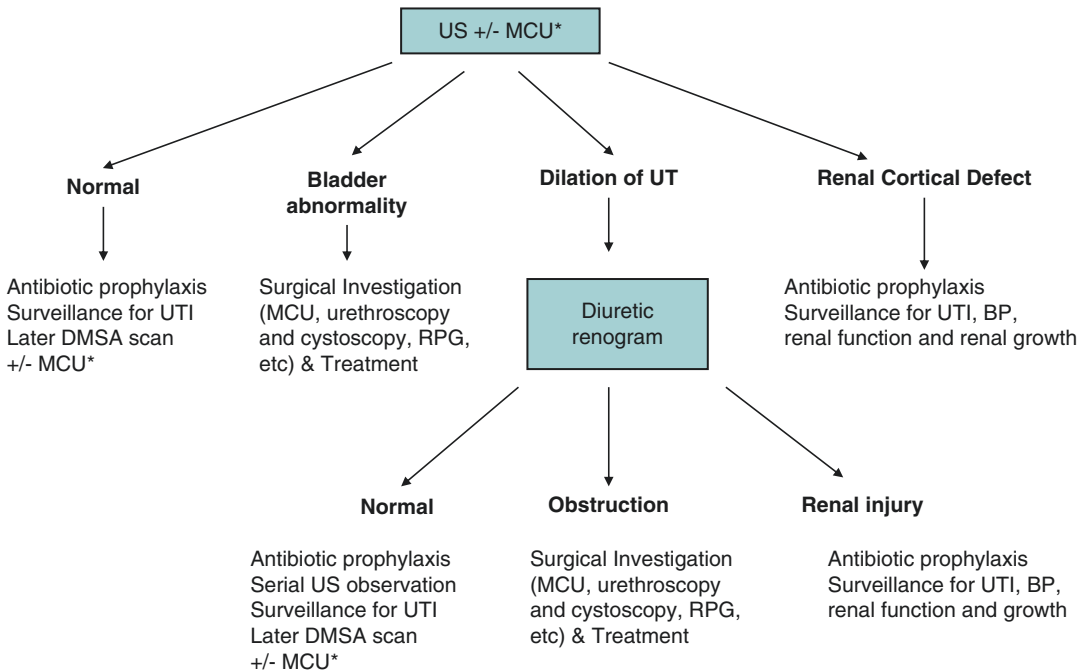 US +/- MCU*
Normal
Antibiotic prophylaxis
Surveillance for UTI
Later DMSA scan
+/- MCU*
Bladder
abnormality
Surgical Investigation
(MCU, urethroscopy
and cystoscopy, RPG,
etc) & Treatment
Dilation of UT
Diuretic
renogram
Renal Cortical Defect
Antibiotic prophylaxis
Surveillance for UTI, BP,
renal function and renal growth
Normal
Antibiotic prophylaxis
Serial US observation
Surveillance for UTI
Later DMSA scan
+/- MCU*
Obstruction
Surgical Investigation
(MCU, urethroscopy
and cystoscopy, RPG,
etc) & Treatment
Renal injury
Antibiotic prophylaxis
Surveillance for UTI, BP,
renal function and growth